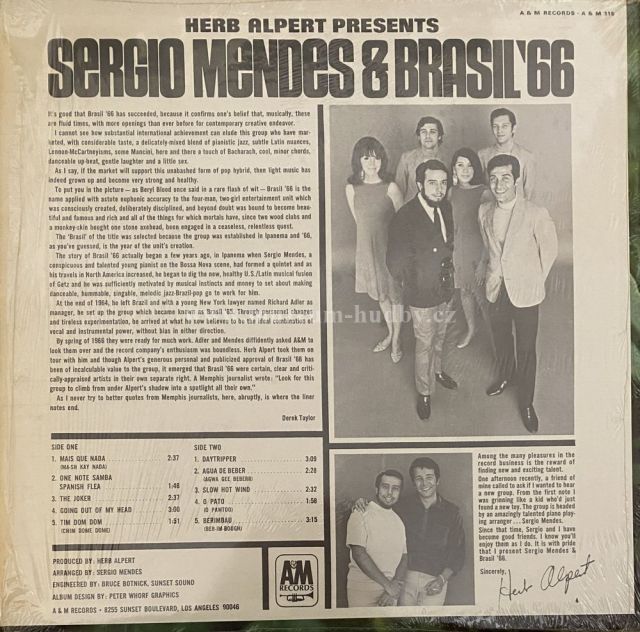 A & M RECORDS - A & M 116
HERB ALPERT PRESENTS
SERGIO MENDES & BRASIL '66
It's good that Brasil '66 has succeeded, because it confirms one's belief that, musically, these
are fluid times, with more openings than ever before for contemporary creative endeavor.
I cannot see how substantial international achievement can elude this group who have mar-
keted, with considerable taste, a delicately-mixed blend of pianistic jazz, subtle Latin nuances,
Lennon-McCartneyisms, some Mancini, here and there a touch of Bacharach, cool, minor chords,
danceable up-beat, gentle laughter and a little sex.
As I say, if the market will support this unabashed form of pop hybrid, then light music has
indeed grown up and become very strong and healthy.
To put you in the picture — as Beryl Blood once said in a rare flash of wit — Brasil '66 is the
name applied with astute euphonic accuracy to the four-man, two-girl entertainment unit which
was consciously created, deliberately disciplined, and beyond doubt was bound to become beau-
tiful and famous and rich and all of the things for which mortals have, since two wood clubs and
a monkey-skin bought one stone axehead, been engaged in a ceaseless, relentless quest.
The 'Brasil' of the title was selected because the group was established in Ipanema and '66,
as you've guessed, is the year of the unit's creation.
The story of Brasil '66 actually began a few years ago, in Ipanema when Sergio Mendes, a
conspicuous and talented young pianist on the Bossa Nova scene, had formed a quintet and as
his travels in North America increased, he began to dig the new, healthy U.S./Latin musical fusion
of Getz and he was sufficiently motivated by musical instincts and money to set about making
danceable, hummable, singable, melodic jazz-Brazil-pop go to work for him.
At the end of 1964, he left Brazil and with a young New York lawyer named Richard Adler as
manager, he set up the group which became known as Brasil '65. Through personnel changes
and tireless experimentation, he arrived at what he now believes to be the ideal combination of
vocal and instrumental power, without bias in either direction.
By spring of 1966 they were ready for much work. Adler and Mendes diffidently asked A&M to
look them over and the record company's enthusiasm was boundless. Herb Alpert took them on
tour with him and though Alpert's generous personal and publicized approval of Brasil '66 has
been of incalculable value to the group, it emerged that Brasil '66 were certain, clear and criti-
cally-appraised artists in their own separate right. A Memphis journalist wrote: "Look for this
group to climb from under Alpert's shadow into a spotlight all their own."
As I never try to better quotes from Memphis journalists, here, abruptly, is where the liner
notes end.
Derek Taylor
SIDE ONE
1. MAIS QUE NADA 2:37
(MA-SH KAY NADA)
2. ONE NOTE SAMBA
SPANISH FLEA 1:46
3. THE JOKER 2:37
4. GOING OUT OF MY HEAD 3:00
5. TIM DOM DOM 1:51
(CHIM DOME DOME)
SIDE TWO
1. DAYTRIPPER 3:09
2. AGUA DE BEBER 2:28
(AGWA GEE BEBERR)
3. SLOW HOT WIND 2:32
4. O PATO 1:58
(O PAWTOO)
5. BERIMBAU 3:15
(BER-IM-BOUGH)
PRODUCED BY: HERB ALPERT
ARRANGED BY: SERGIO MENDES
ENGINEERED BY: BRUCE BOTNICK, SUNSET SOUND
ALBUM DESIGN BY: PETER WHORF GRAPHICS
A & M RECORDS • 8255 SUNSET BOULEVARD, LOS ANGELES 90046
A&M
RECORDS
Among the many pleasures in the
record business is the reward of
finding new and exciting talent.
One afternoon recently, a friend of
mine called to ask if I wanted to hear
a new group. From the first note I
was grinning like a kid who'd just
found a new toy. The group is headed
by an amazingly talented piano play-
ing arranger . . . Sergio Mendes.
Since that time, Sergio and I have
become good friends. I know you'll
enjoy them as I do. It is with pride
that I present Sergio Mendes &
Brasil '66.
Sincerely,
Herb Alpert
m-hudby.cz